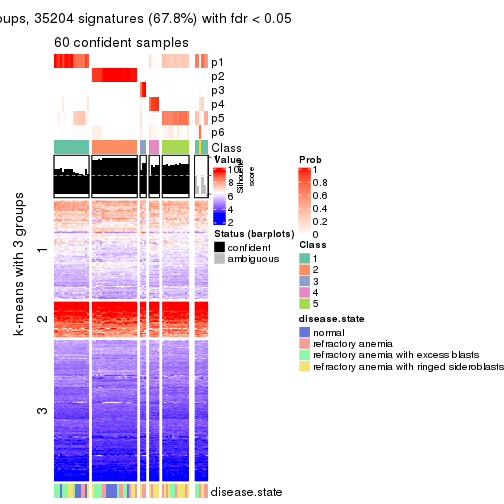 oups, 35204 signatures (67.8%) with fdr < 0.05
60 confident samples
p1
p2
p3
p4
p5
p6
Class
Silhouette
score
k-means with 3 groups
1
2
3
disease.state
Value
10
8
6
4
2
Status (barplots)
confident
ambiguous
Prob
1
0.8
0.6
0.4
0.2
0
Class
1
2
3
4
5
disease.state
normal
refractory anemia
refractory anemia with excess blasts
refractory anemia with ringed sideroblasts